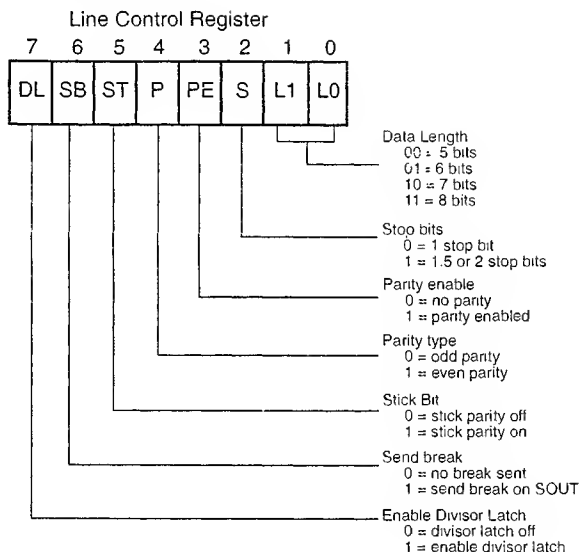 Line Control Register
7 6 5 4 3 2 1 0
DL SB ST P PE S L1 L0
Data Length
00 = 5 bits
01 = 6 bits
10 = 7 bits
11 = 8 bits
Stop bits
0 = 1 stop bit
1 = 1.5 or 2 stop bits
Parity enable
0 = no parity
1 = parity enabled
Parity type
0 = odd parity
1 = even parity
Stick Bit
0 = stick parity off
1 = stick parity on
Send break
0 = no break sent
1 = send break on SOUT
Enable Divisor Latch
0 = divisor latch off
1 = enable divisor latch